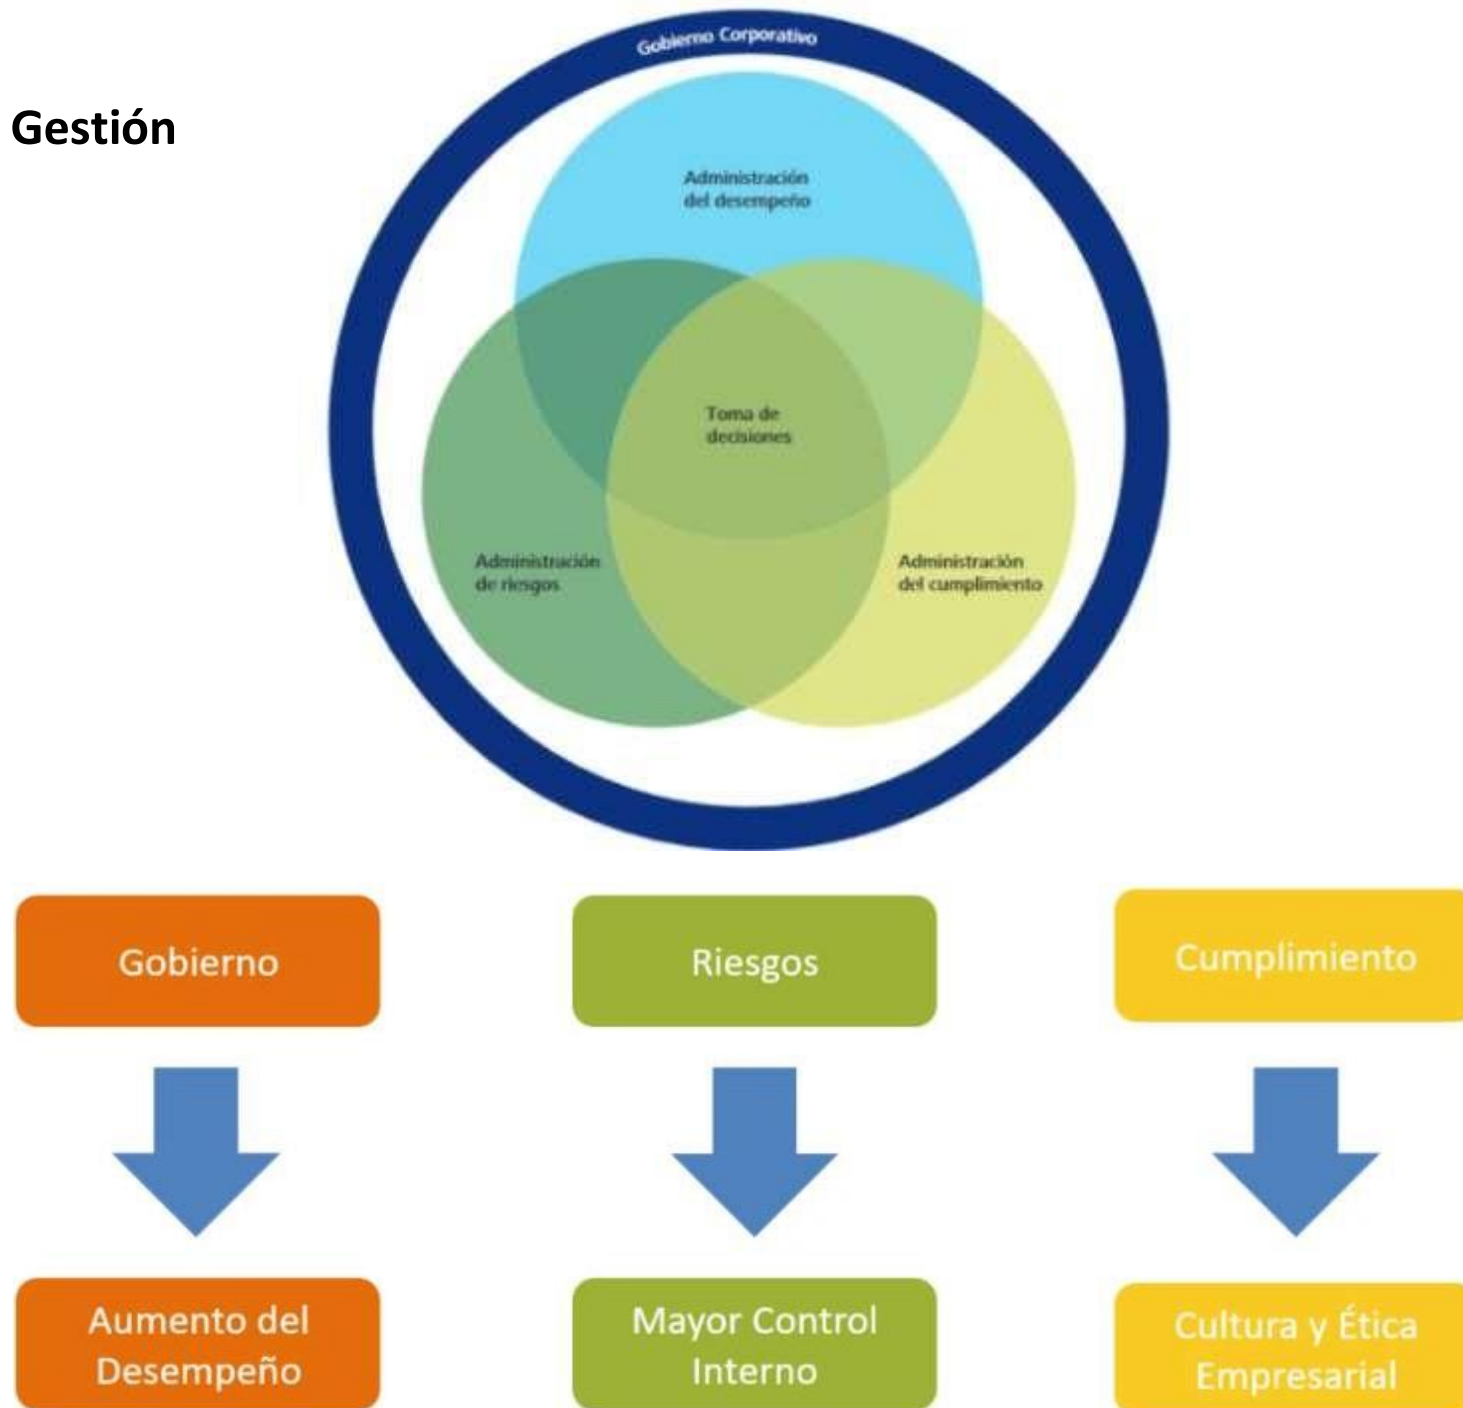 Gobierno Corporativo
Gestión
Administración
del desempeño
Toma de
decisiones
Administración
de riesgos
Administración
del cumplimiento
Gobierno
Riesgos
Cumplimiento
Aumento del
Desempeño
Mayor Control
Interno
Cultura y Ética
Empresarial